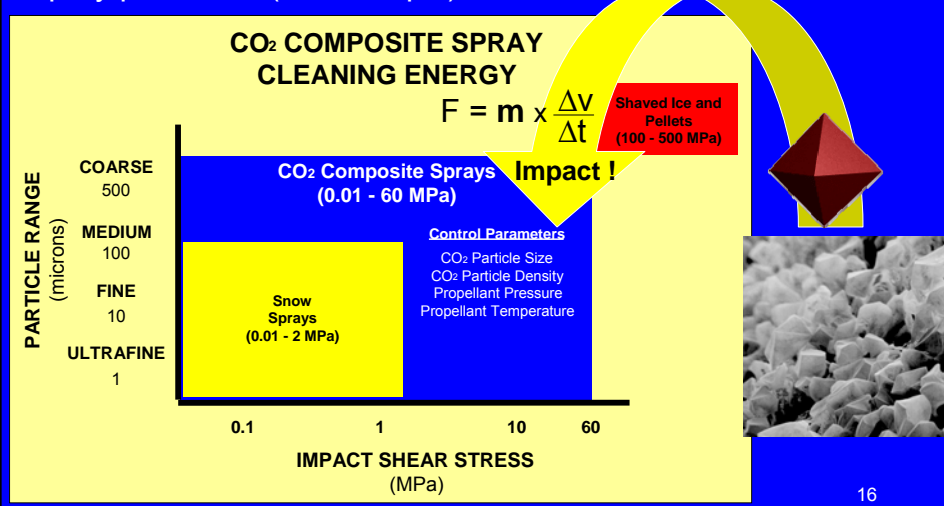 CO₂ COMPOSITE SPRAY
CLEANING ENERGY
F = m x Δv
Δt
Shaved Ice and
Pellets
(100 - 500 MPa)
PARTICLE RANGE
(microns)
COARSE
500
MEDIUM
100
FINE
10
ULTRAFINE
1
CO₂ Composite Sprays
(0.01 - 60 MPa)
Impact !
Control Parameters
CO₂ Particle Size
CO₂ Particle Density
Propellant Pressure
Propellant Temperature
Snow
Sprays
(0.01 - 2 MPa)
0.1 1 10 60
IMPACT SHEAR STRESS
(MPa)
16